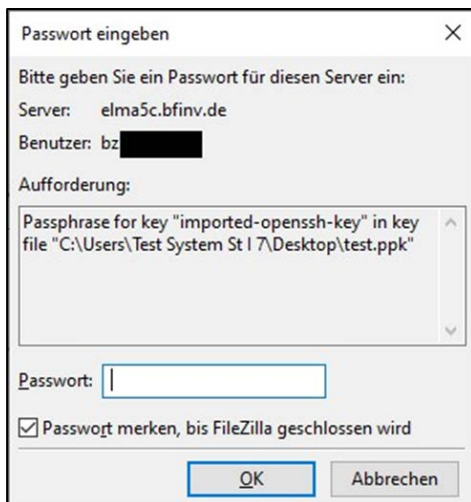 Passwort eingeben
Bitte geben Sie ein Passwort für diesen Server ein:
Server: elma5c.bfinv.de
Benutzer: bz
Aufforderung:
Passphrase for key "imported-openssh-key" in key
file "C:\Users\Test System St I 7\Desktop\test.ppk"
Passwort:
Passwort merken, bis FileZilla geschlossen wird
OK Abbrechen